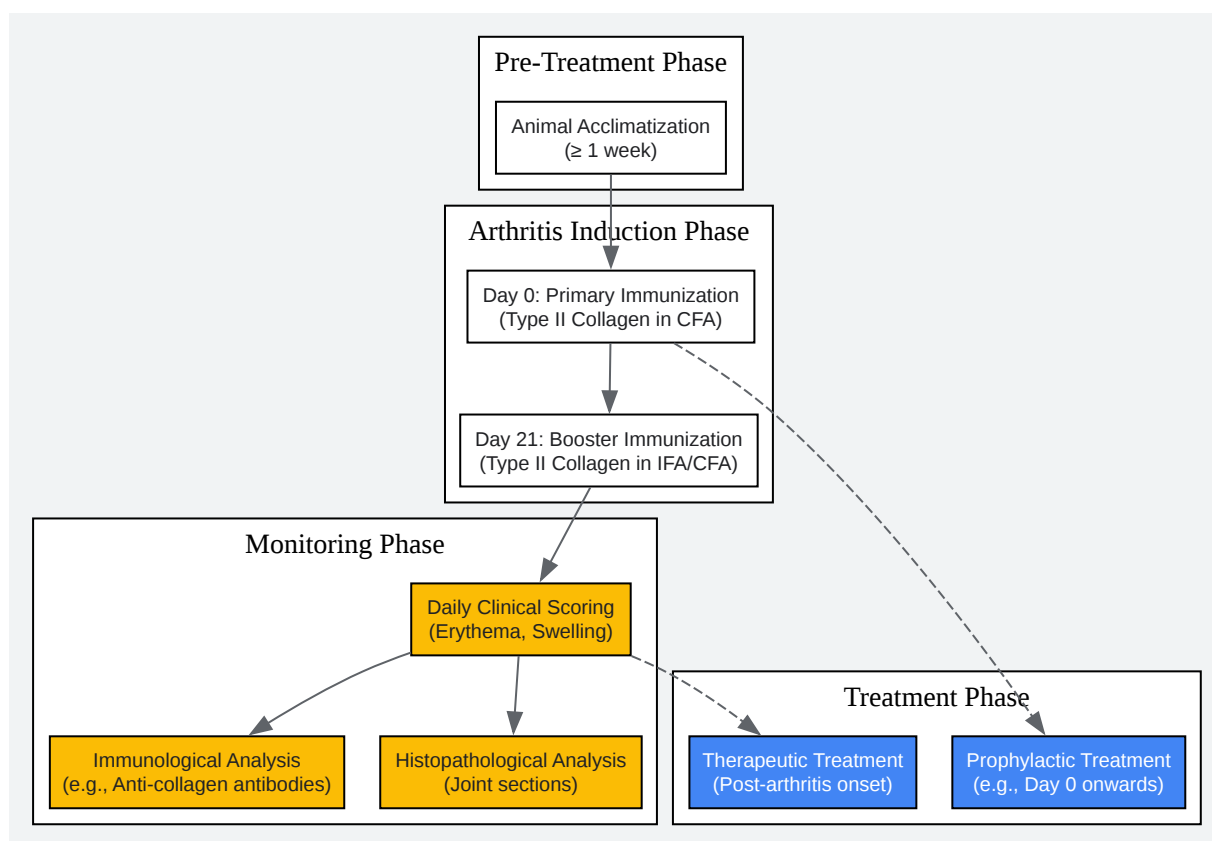 Pre-Treatment Phase
Animal Acclimatization
(≥ 1 week)
Arthritis Induction Phase
Day 0: Primary Immunization
(Type II Collagen in CFA)
Day 21: Booster Immunization
(Type II Collagen in IFA/CFA)
Monitoring Phase
Daily Clinical Scoring
(Erythema, Swelling)
Immunological Analysis
(e.g., Anti-collagen antibodies)
Histopathological Analysis
(Joint sections)
Treatment Phase
Therapeutic Treatment
(Post-arthritis onset)
Prophylactic Treatment
(e.g., Day 0 onwards)